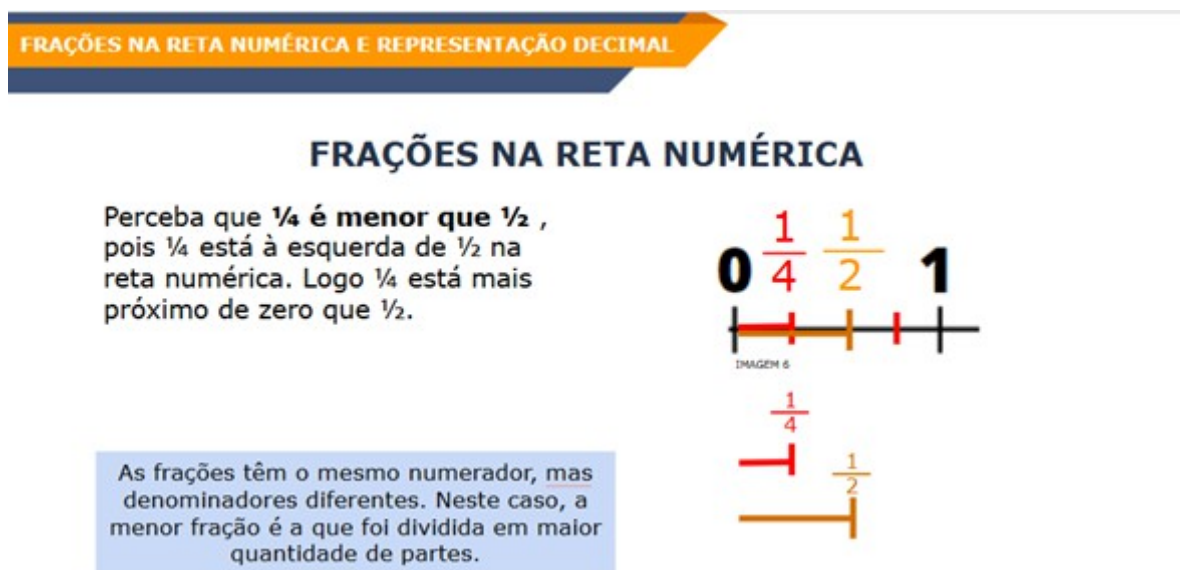 FRAÇÕES NA RETA NUMÉRICA E REPRESENTAÇÃO DECIMAL
FRAÇÕES NA RETA NUMÉRICA
Perceba que ¼ é menor que ½ ,
pois ¼ está à esquerda de ½ na
reta numérica. Logo ¼ está mais
próximo de zero que ½.
0 1/4 1/2 1
IMAGEM 6
1/4
1/2
As frações têm o mesmo numerador, mas
denominadores diferentes. Neste caso, a
menor fração é a que foi dividida em maior
quantidade de partes.